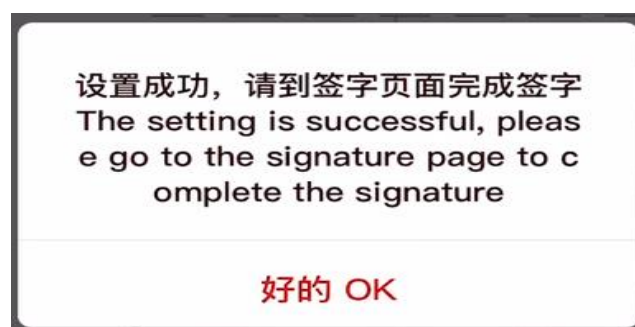 设置成功，请到签字页面完成签字
The setting is successful, pleas
e go to the signature page to c
omplete the signature
好的 OK